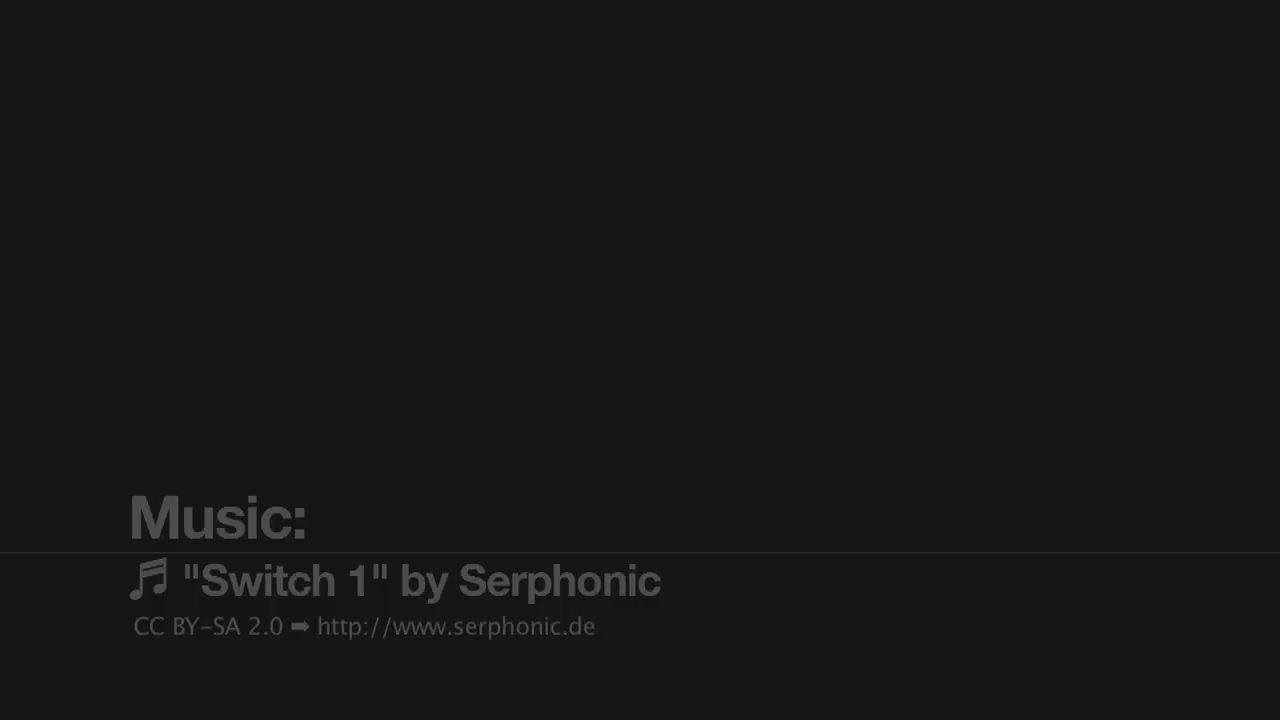 Music:
♬ "Switch 1" by Serphonic
CC BY–SA 2.0 ➡ http://www.serphonic.de